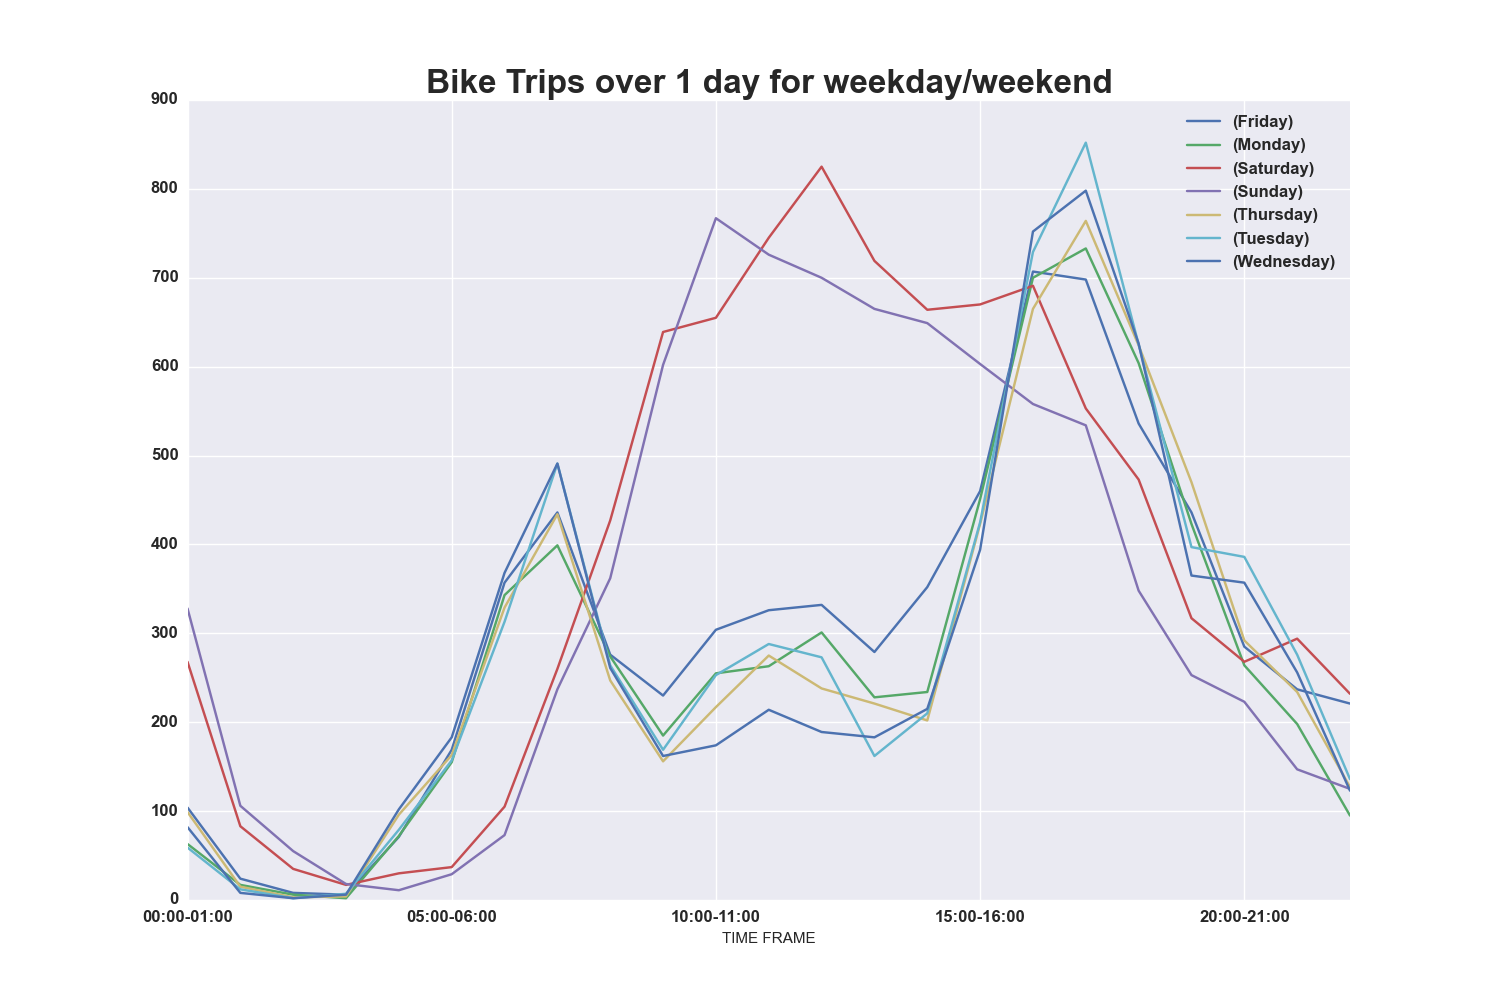 Bike Trips over 1 day for weekday/weekend
900
800
700
600
500
400
300
200
100
0
(Friday)
(Monday)
(Saturday)
(Sunday)
(Thursday)
(Tuesday)
(Wednesday)
00:00-01:00 05:00-06:00 10:00-11:00 15:00-16:00 20:00-21:00
TIME FRAME